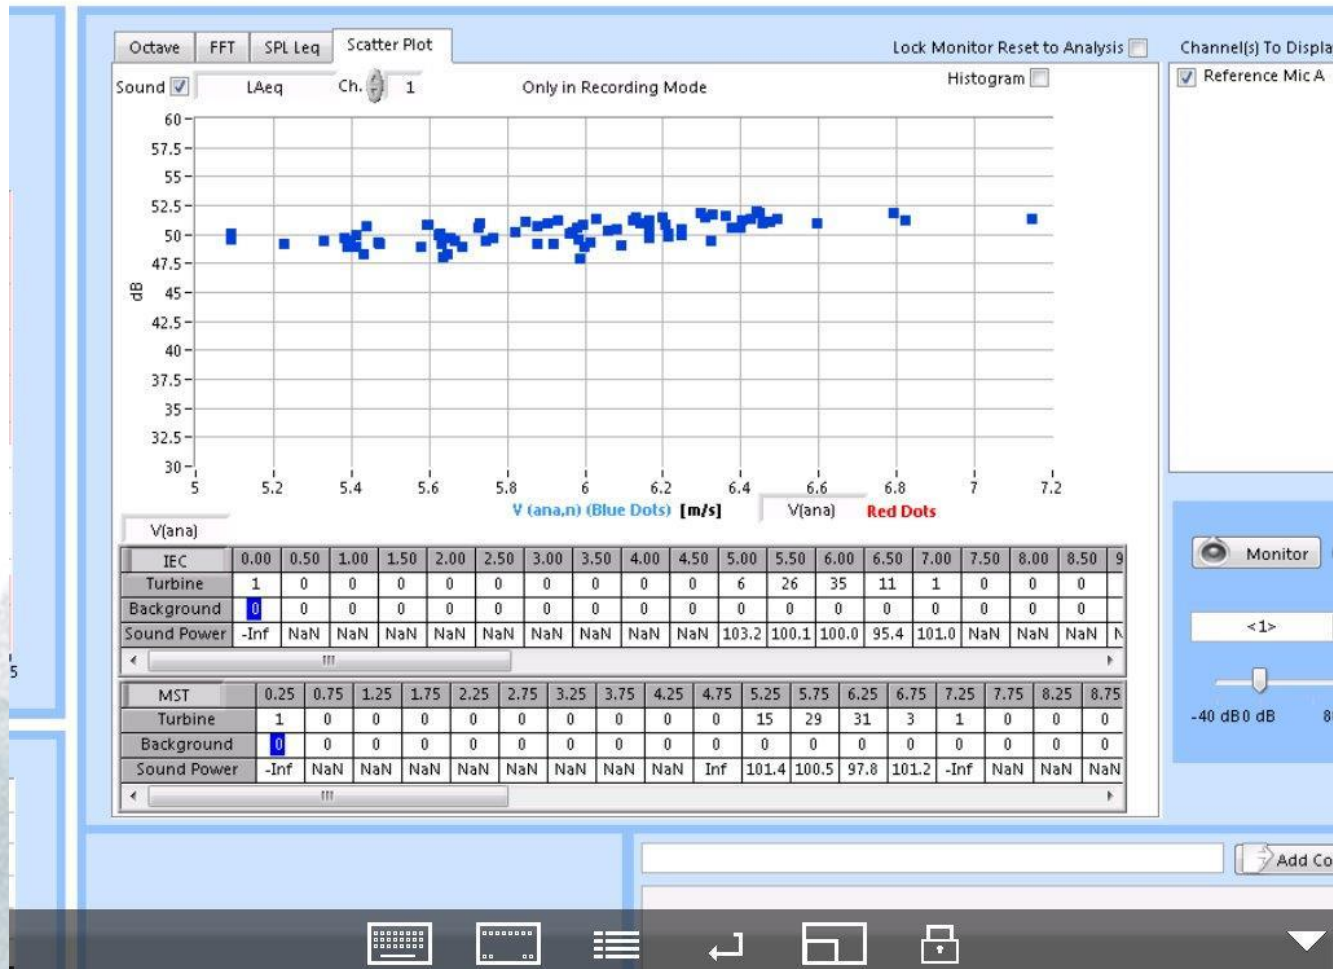 Octave FFT SPL Leq Scatter Plot Lock Monitor Reset to Analysis Channel(s) To Displa
Sound LAeq Ch. 1 Only in Recording Mode Histogram Reference Mic A
60
57.5
55
52.5
50
47.5
45
42.5
40
37.5
35
32.5
30
dB
5 5.2 5.4 5.6 5.8 6 6.2 6.4 6.6 6.8 7 7.2
V (ana,n) (Blue Dots) [m/s] V(ana) Red Dots
V(ana)
IEC 0.00 0.50 1.00 1.50 2.00 2.50 3.00 3.50 4.00 4.50 5.00 5.50 6.00 6.50 7.00 7.50 8.00 8.50 9
Turbine 1 0 0 0 0 0 0 0 0 0 6 26 35 11 1 0 0 0
Background 0 0 0 0 0 0 0 0 0 0 0 0 0 0 0 0 0 0
Sound Power -Inf NaN NaN NaN NaN NaN NaN NaN NaN NaN 103.2 100.1 100.0 95.4 101.0 NaN NaN NaN N
MST 0.25 0.75 1.25 1.75 2.25 2.75 3.25 3.75 4.25 4.75 5.25 5.75 6.25 6.75 7.25 7.75 8.25 8.75
Turbine 1 0 0 0 0 0 0 0 0 0 15 29 31 3 1 0 0 0
Background 0 0 0 0 0 0 0 0 0 0 0 0 0 0 0 0 0 0
Sound Power -Inf NaN NaN NaN NaN NaN NaN NaN NaN Inf 101.4 100.5 97.8 101.2 -Inf NaN NaN NaN
Monitor
<1>
-40 dB 0 dB 8
5
Add Co